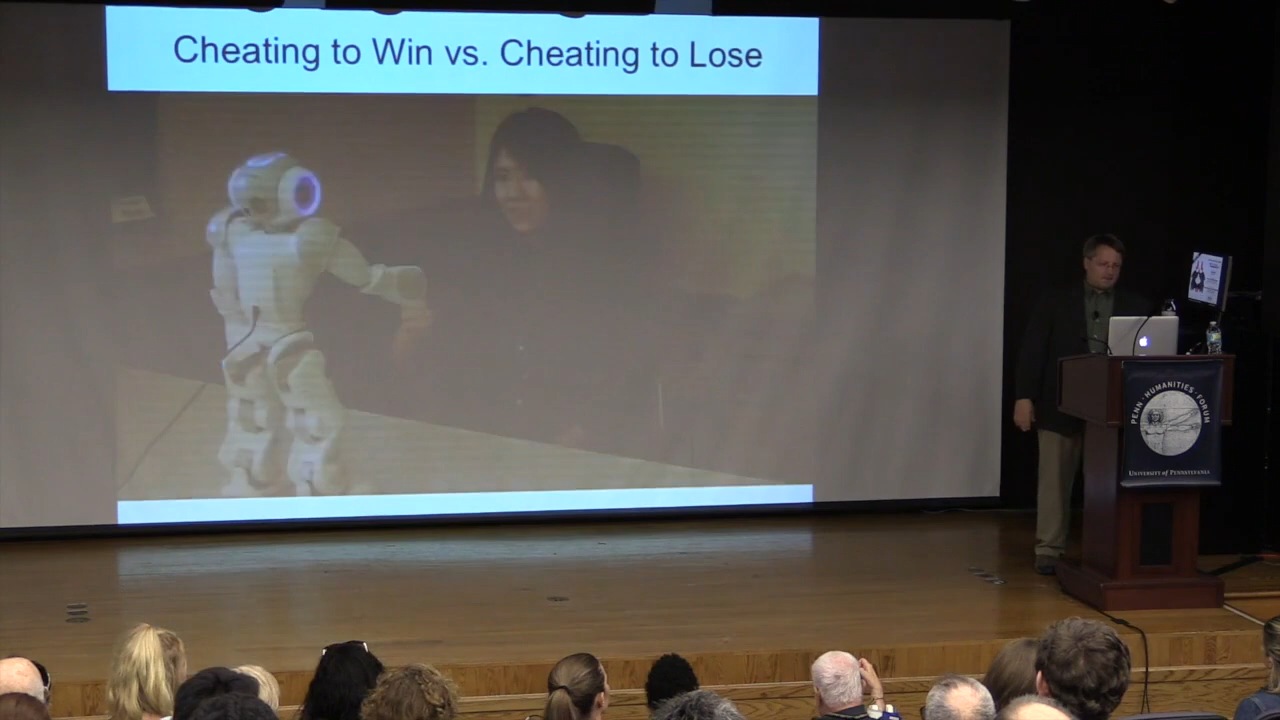 Cheating to Win vs. Cheating to Lose
PENN · HUMANITIES · FORUM
UNIVERSITY of PENNSYLVANIA